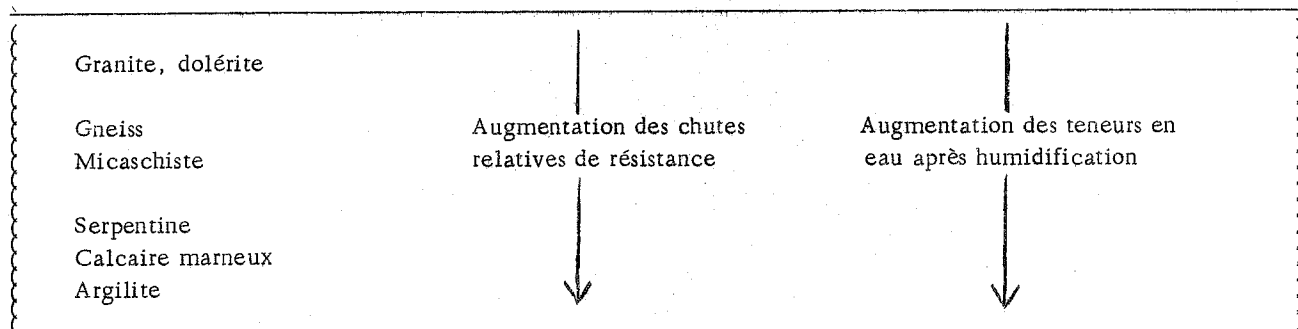 Granite, dolérite
Gneiss
Micaschiste
Serpentine
Calcaire marneux
Argilite
Augmentation des chutes
relatives de résistance
Augmentation des teneurs en
eau après humidification